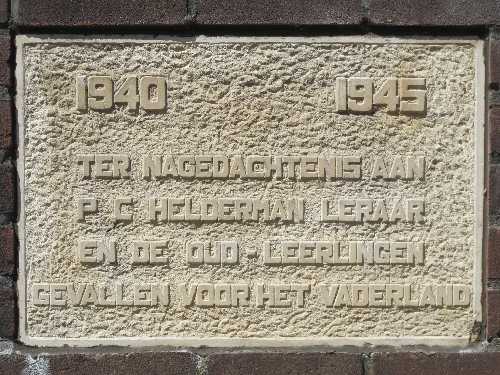 1940 1945
TER NAGEDACHTENIS AAN
P C HELDERMAN LERAAR
EN DE OUD-LEERLINGEN
GEVALLEN VOOR HET VADERLAND